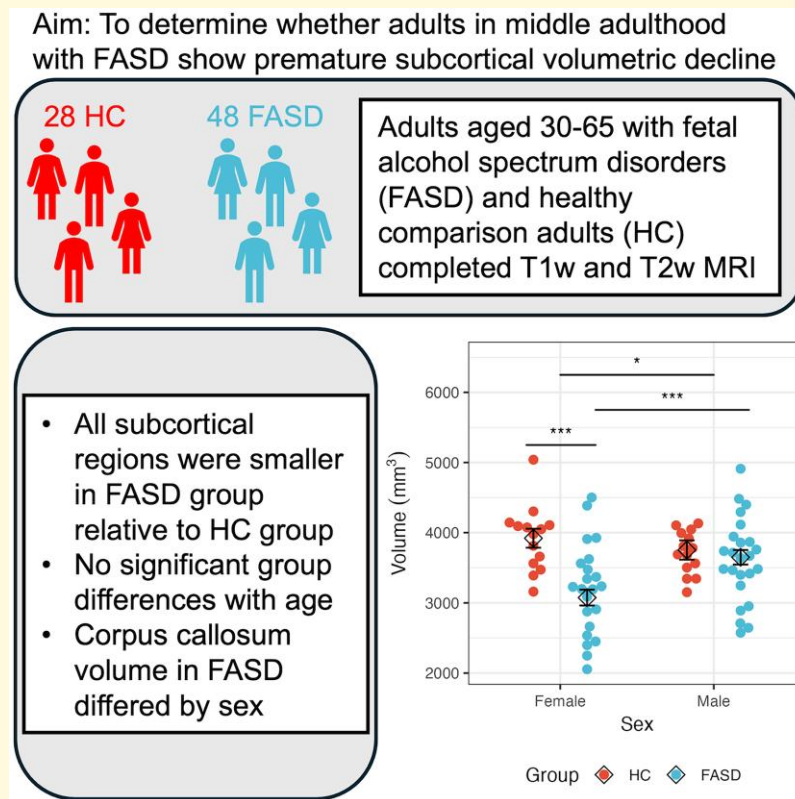 Aim: To determine whether adults in middle adulthood
with FASD show premature subcortical volumetric decline
28 HC
48 FASD
Adults aged 30-65 with fetal
alcohol spectrum disorders
(FASD) and healthy
comparison adults (HC)
completed T1w and T2w MRI
• All subcortical
regions were smaller
in FASD group
relative to HC group
• No significant group
differences with age
• Corpus callosum
volume in FASD
differed by sex
*
***
***
6000
5000
4000
3000
2000
Volume (mm³)
Female
Male
Sex
Group HC FASD